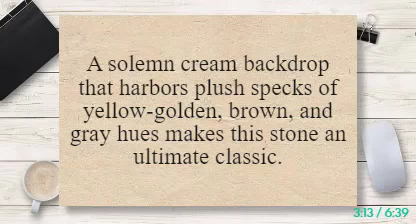 A solemn cream backdrop
that harbors plush specks of
yellow-golden, brown, and
gray hues makes this stone an
ultimate classic.
3:13 / 6:39